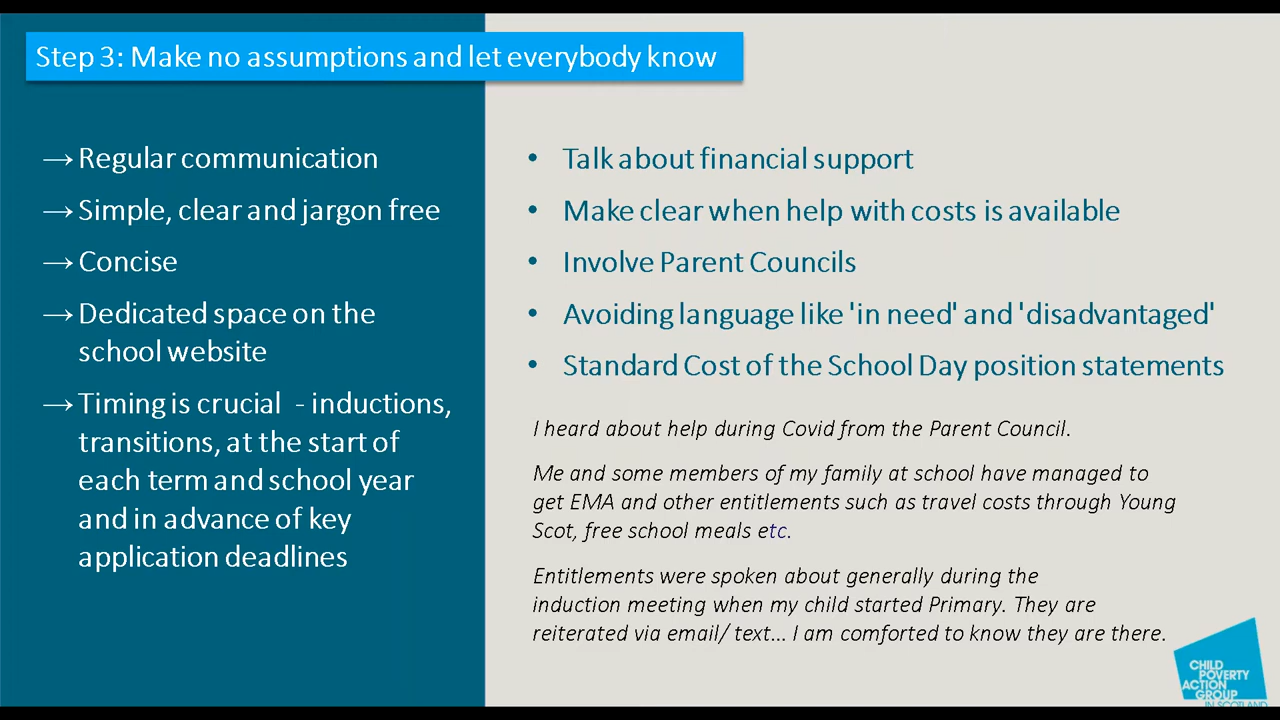 Step 3: Make no assumptions and let everybody know
→ Regular communication
→ Simple, clear and jargon free
→ Concise
→ Dedicated space on the
school website
→ Timing is crucial - inductions,
transitions, at the start of
each term and school year
and in advance of key
application deadlines
• Talk about financial support
• Make clear when help with costs is available
• Involve Parent Councils
• Avoiding language like 'in need' and 'disadvantaged'
• Standard Cost of the School Day position statements
I heard about help during Covid from the Parent Council.
Me and some members of my family at school have managed to
get EMA and other entitlements such as travel costs through Young
Scot, free school meals etc.
Entitlements were spoken about generally during the
induction meeting when my child started Primary. They are
reiterated via email/ text... I am comforted to know they are there.
CHILD
POVERTY
ACTION
GROUP
IN SCOTLAND